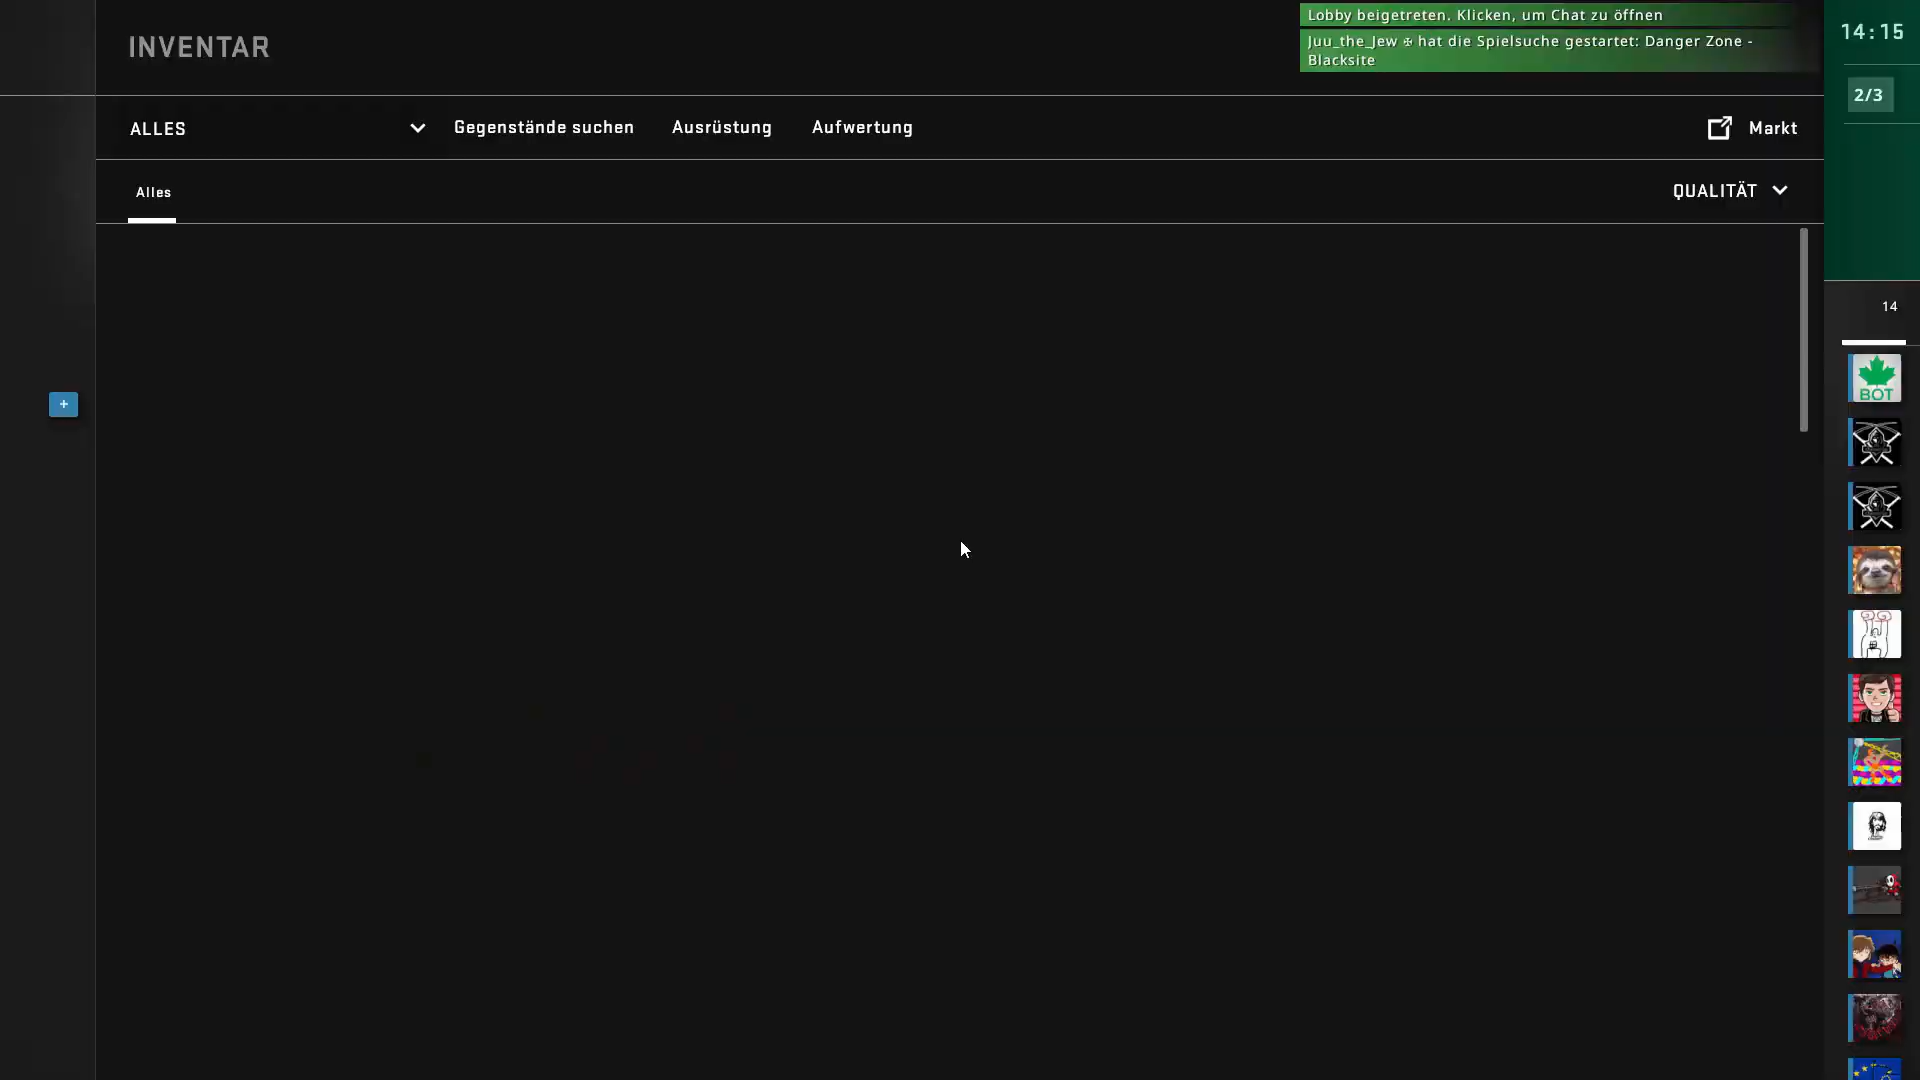 INVENTAR
Lobby beigetreten. Klicken, um Chat zu öffnen
Juu_the_Jew ✠ hat die Spielsuche gestartet: Danger Zone -
Blacksite
14:15
2/3
ALLES
Gegenstände suchen
Ausrüstung
Aufwertung
Markt
Alles
QUALITÄT
14
+
BOT